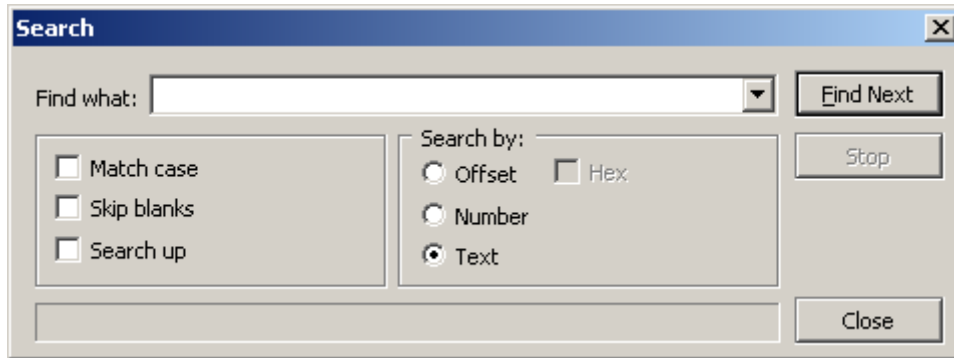 Search
Find what:
Find Next
Match case
Skip blanks
Search up
Search by:
Offset
Hex
Number
Text
Stop
Close